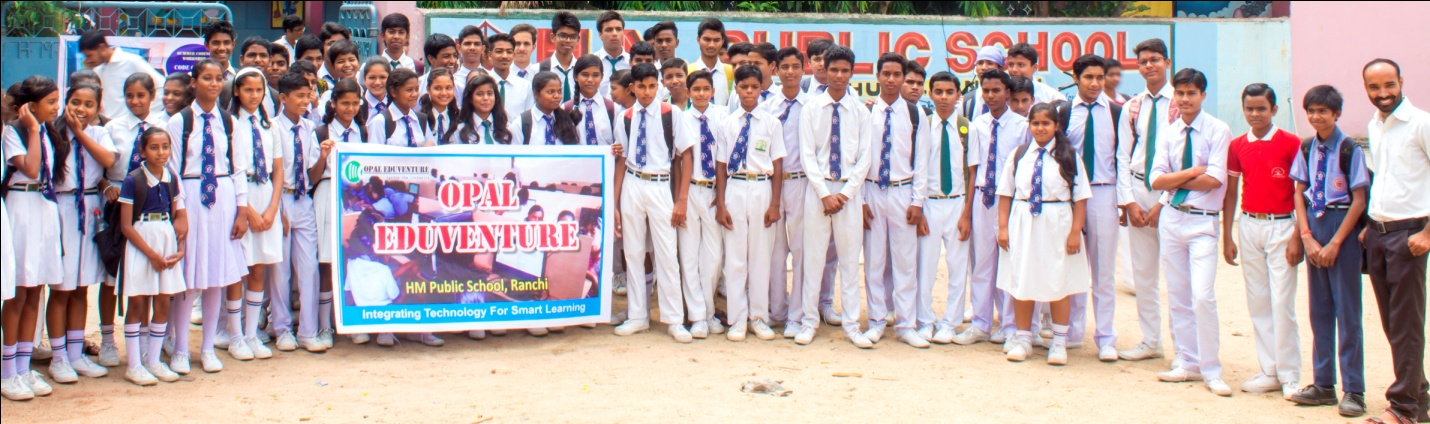 PUBLIC SCHOOL
OPAL EDUVENTURE
OPAL
EDUVENTURE
HM Public School, Ranchi
Integrating Technology For Smart Learning